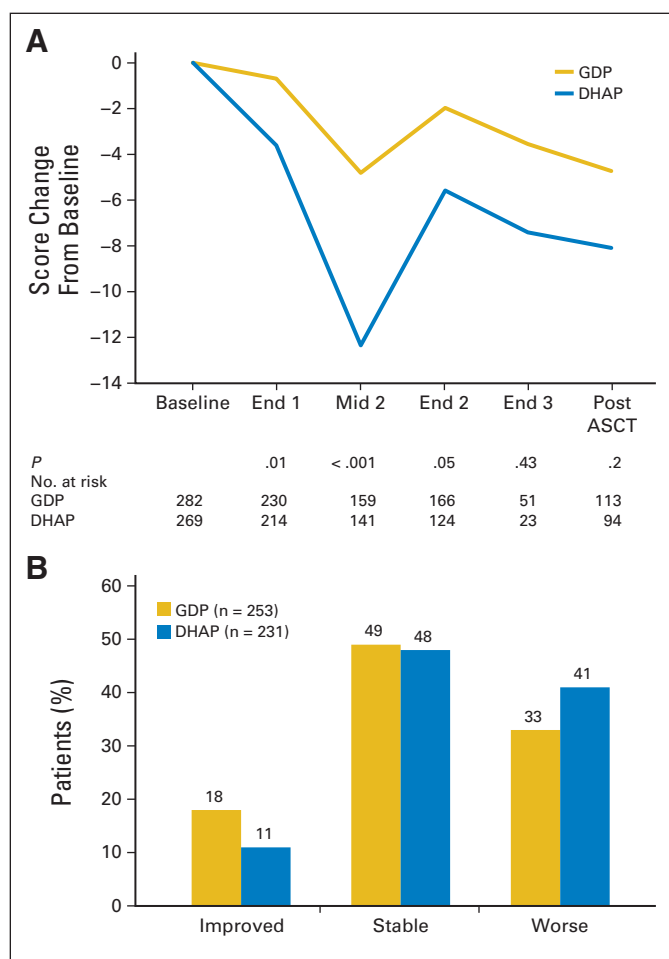 A
Score Change
From Baseline
0
−2
−4
−6
−8
−10
−12
−14
GDP
DHAP
Baseline End 1 Mid 2 End 2 End 3 Post
ASCT
P .01 < .001 .05 .43 .2
No. at risk
GDP 282 230 159 166 51 113
DHAP 269 214 141 124 23 94
B
Patients (%)
60
50
40
30
20
10
0
GDP (n = 253)
DHAP (n = 231)
18 11 49 48 33 41
Improved Stable Worse